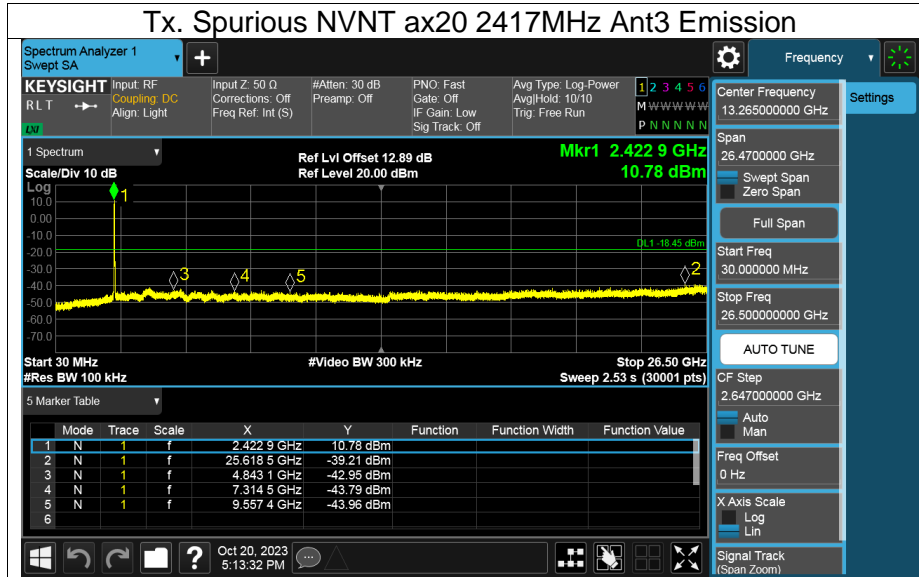 Tx. Spurious NVNT ax20 2417MHz Ant3 Emission
Spectrum Analyzer 1
Swept SA
+
Frequency
KEYSIGHT
RLT
LXI
Input: RF
Coupling: DC
Align: Light
Input Z: 50 Ω
Corrections: Off
Freq Ref: Int (S)
#Atten: 30 dB
Preamp: Off
PNO: Fast
Gate: Off
IF Gain: Low
Sig Track: Off
Avg Type: Log-Power
Avg|Hold: 10/10
Trig: Free Run
1 2 3 4 5 6
M W W W W W
P N N N N N
1 Spectrum
Scale/Div 10 dB
Ref Lvl Offset 12.89 dB
Ref Level 20.00 dBm
Mkr1 2.422 9 GHz
10.78 dBm
Log
10.0
0.00
-10.0
-20.0
-30.0
-40.0
-50.0
-60.0
-70.0
1
3
4
5
2
DL1 -18.45 dBm
Start 30 MHz
#Res BW 100 kHz
#Video BW 300 kHz
Stop 26.50 GHz
Sweep 2.53 s (30001 pts)
5 Marker Table
Mode Trace Scale X Y Function Function Width Function Value
1 N 1 f 2.422 9 GHz 10.78 dBm
2 N 1 f 25.618 5 GHz -39.21 dBm
3 N 1 f 4.843 1 GHz -42.95 dBm
4 N 1 f 7.314 5 GHz -43.79 dBm
5 N 1 f 9.557 4 GHz -43.96 dBm
6
?
Oct 20, 2023
5:13:32 PM
Center Frequency
13.265000000 GHz
Settings
Span
26.4700000 GHz
Swept Span
Zero Span
Full Span
Start Freq
30.000000 MHz
Stop Freq
26.500000000 GHz
AUTO TUNE
CF Step
2.647000000 GHz
Auto
Man
Freq Offset
0 Hz
X Axis Scale
Log
Lin
Signal Track
(Span Zoom)